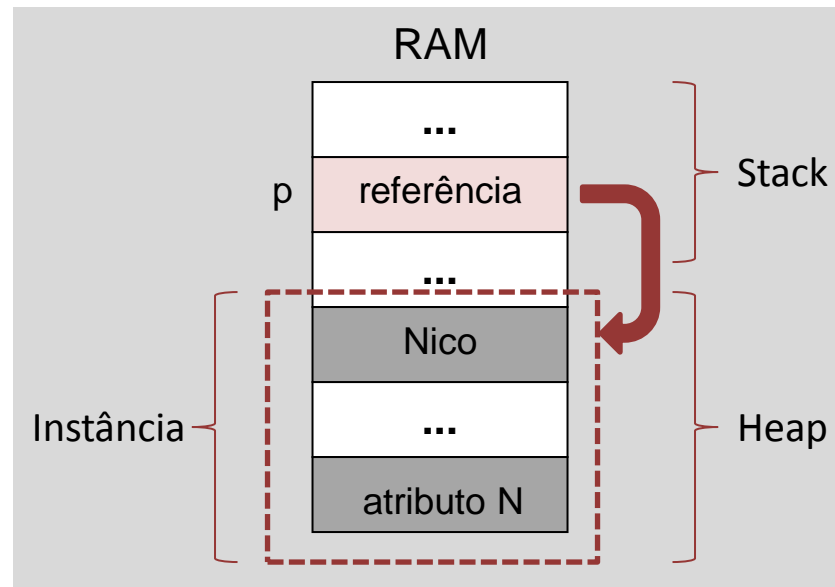 RAM
...
Stack
p
referência
...
Nico
Instância
...
Heap
atributo N